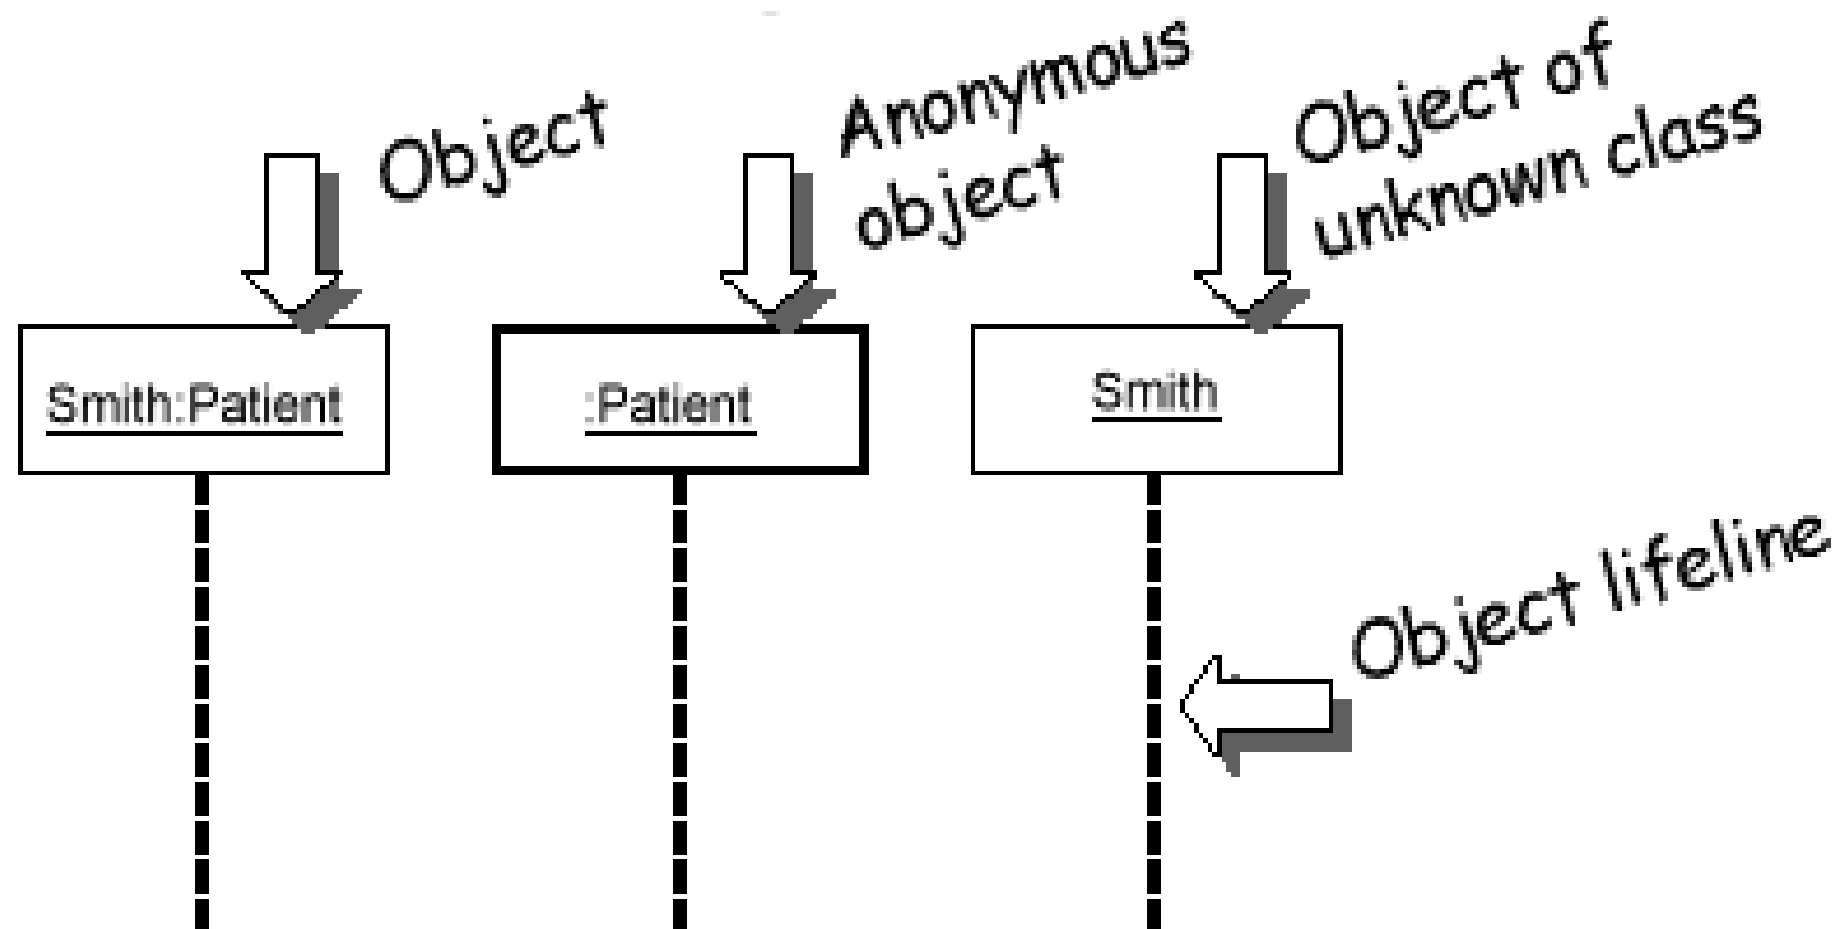 Object
Anonymous
object
Object of
unknown class
Smith:Patient
:Patient
Smith
Object lifeline